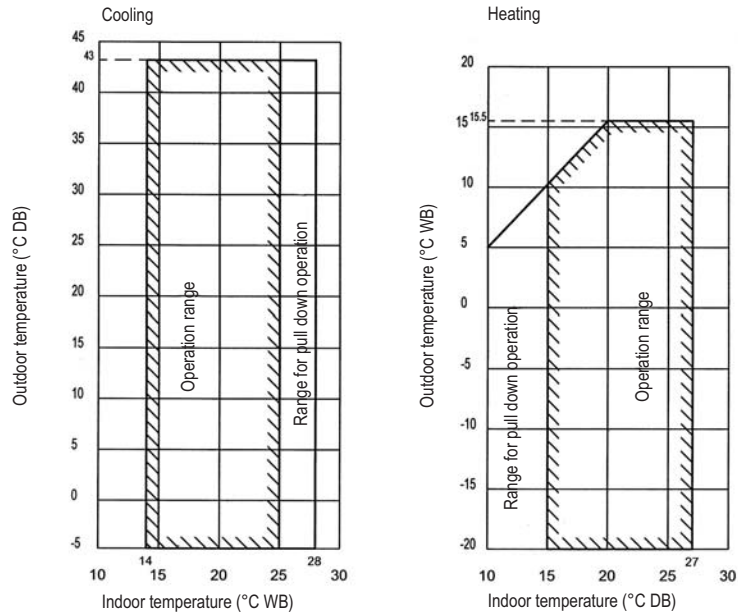 Cooling
Outdoor temperature (°C DB)
45
43
40
35
30
25
20
15
10
5
0
-5
Operation range
Range for pull down operation
14
28
10 15 20 25 30
Indoor temperature (°C WB)
Heating
Outdoor temperature (°C WB)
20
15 15.5
10
5
0
-5
-10
-15
-20
Range for pull down operation
Operation range
27
10 15 20 25 30
Indoor temperature (°C DB)